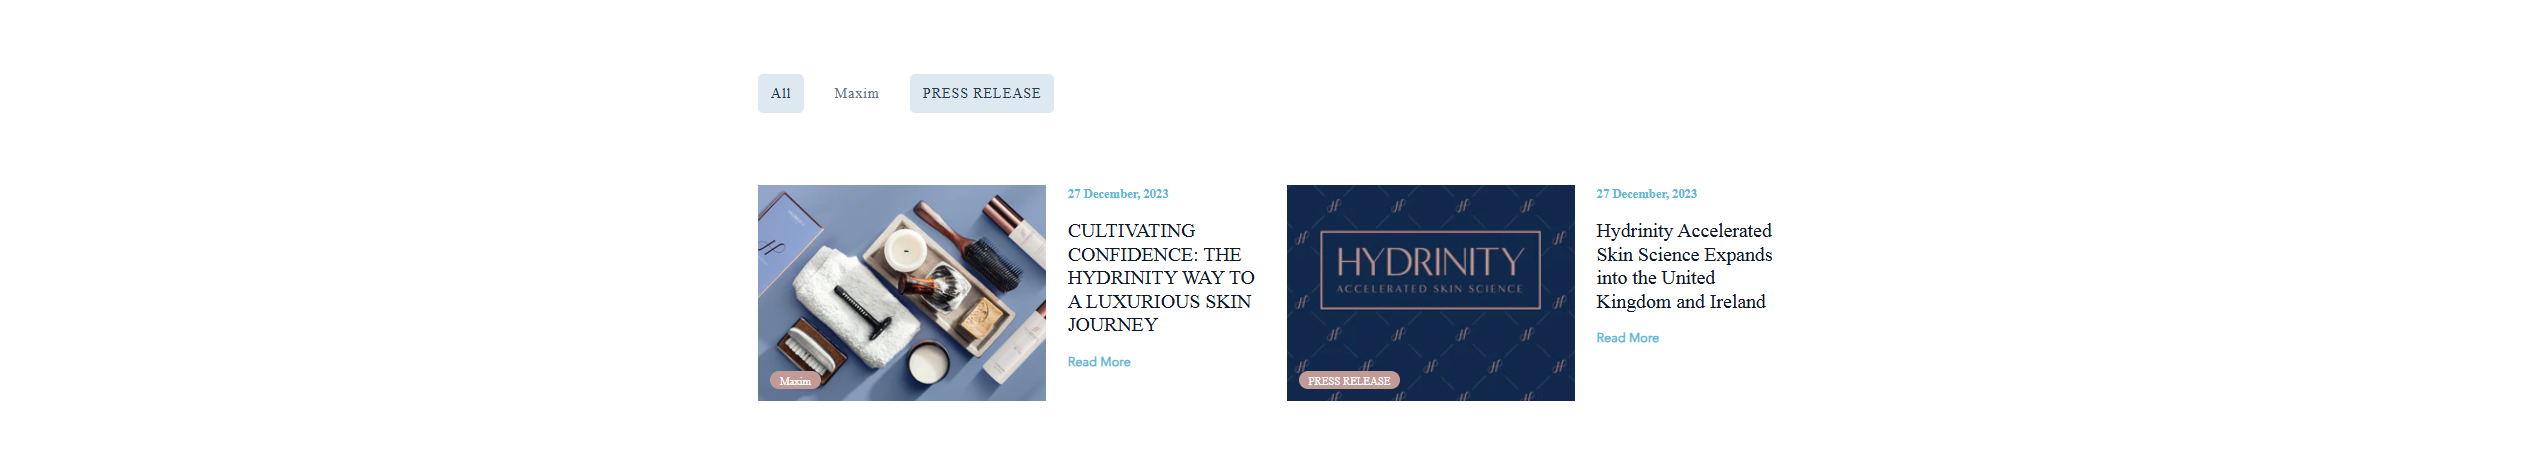 All
Maxim
PRESS RELEASE
27 December, 2023
CULTIVATING
CONFIDENCE: THE
HYDRINITY WAY TO
A LUXURIOUS SKIN
JOURNEY
Read More
Maxim
HYDRINITY
ACCELERATED SKIN SCIENCE
PRESS RELEASE
27 December, 2023
Hydrinity Accelerated
Skin Science Expands
into the United
Kingdom and Ireland
Read More